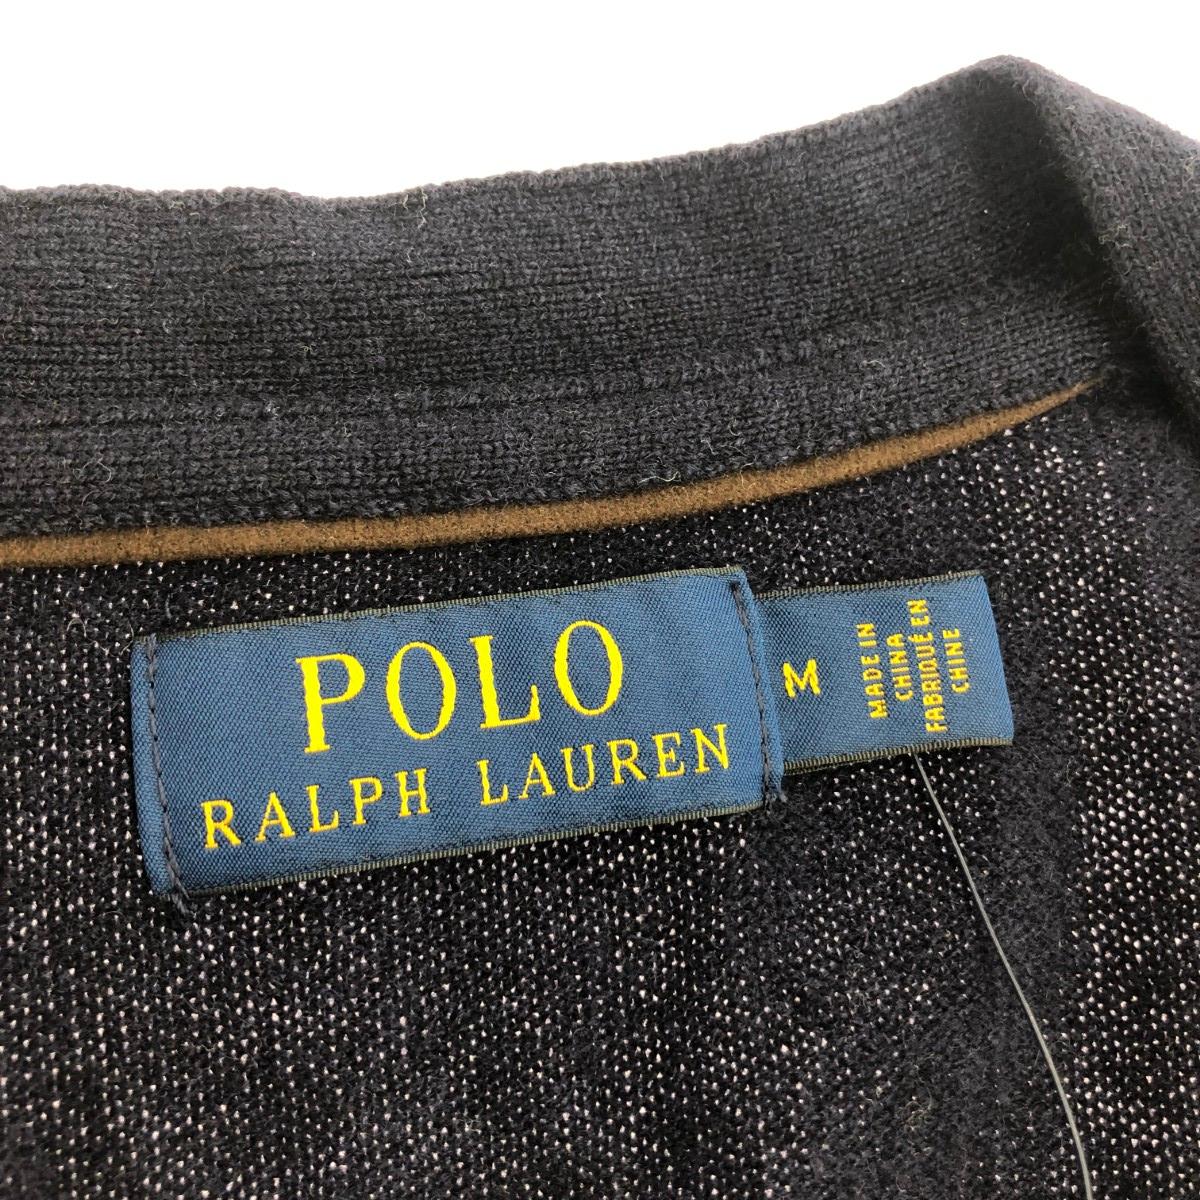 POLO
RALPH LAUREN
M
MADE IN
CHINA
FABRIQUÉ EN
CHINE